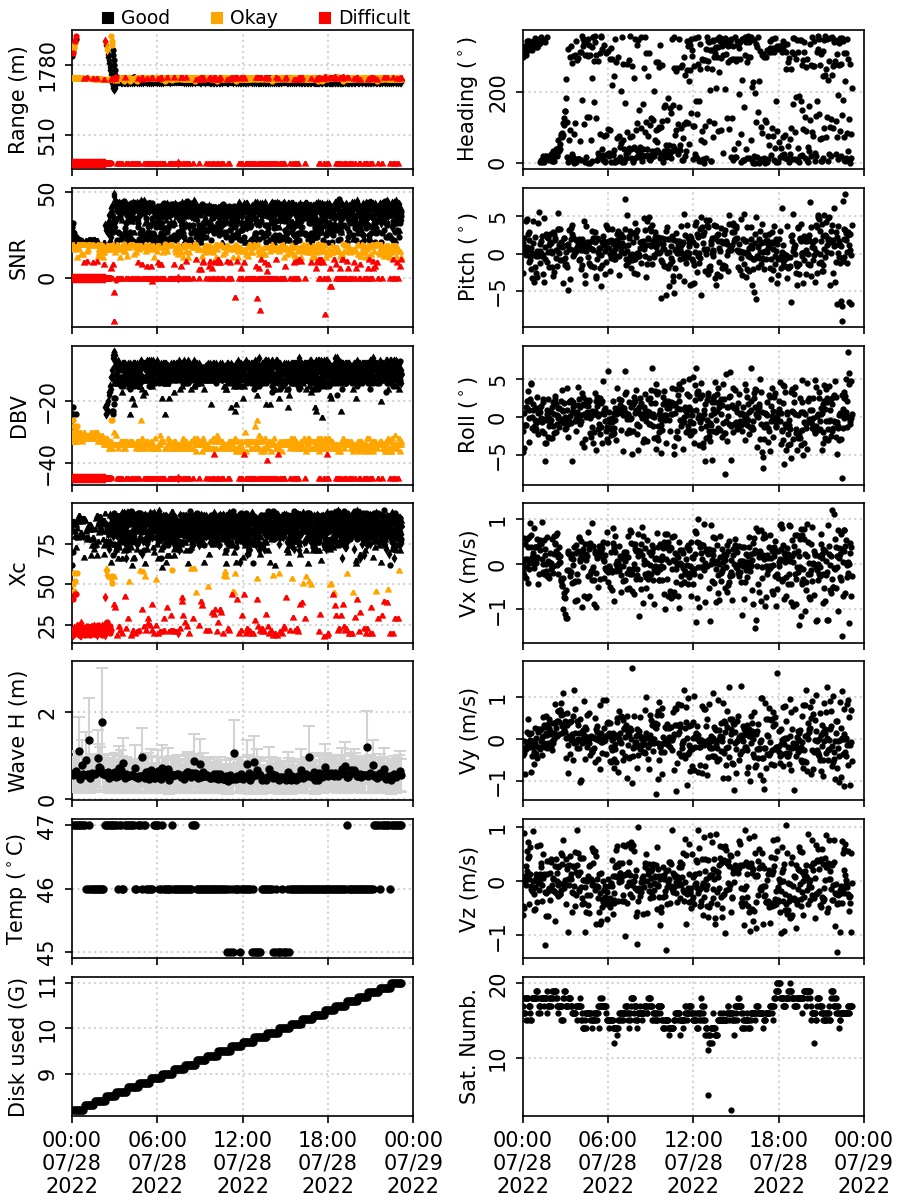 Good Okay Difficult
Range (m)
1780
510
Heading (°)
200
0
SNR
50
0
Pitch (°)
5
0
−5
DBV
−20
−40
Roll (°)
5
0
−5
Xc
75
50
25
Vx (m/s)
1
0
−1
Wave H (m)
2
0
Vy (m/s)
1
0
−1
Temp (°C)
47
46
45
Vz (m/s)
1
0
−1
Disk used (G)
11
10
9
Sat. Numb.
20
10
00:00 06:00 12:00 18:00 00:00
07/28 07/28 07/28 07/28 07/29
2022 2022 2022 2022 2022
00:00 06:00 12:00 18:00 00:00
07/28 07/28 07/28 07/28 07/29
2022 2022 2022 2022 2022